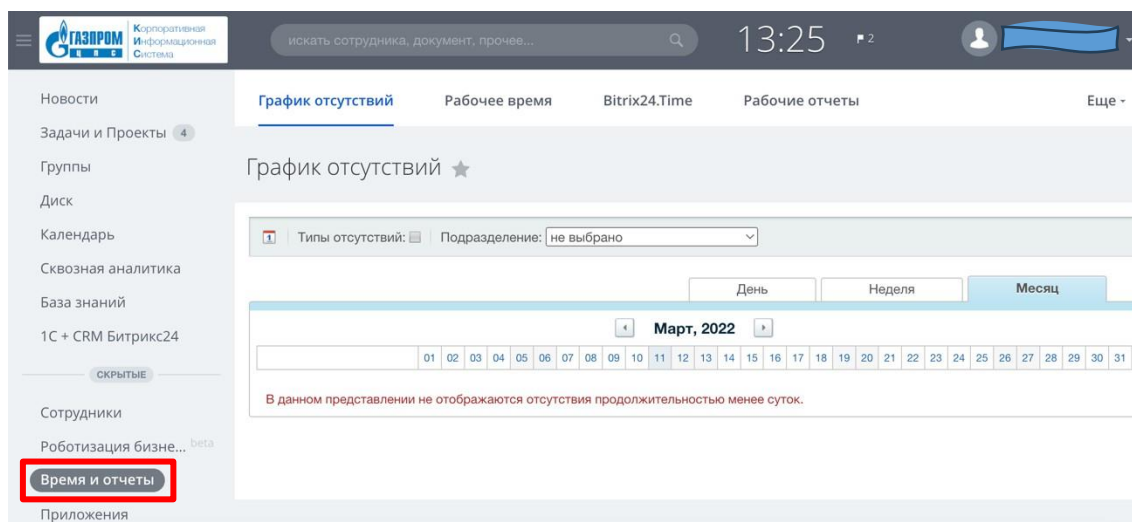 ГАЗПРОМ
ЦПС
Корпоративная
Информационная
Система
искать сотрудника, документ, прочее...
13:25
2
Новости
Задачи и Проекты 4
Группы
Диск
Календарь
Сквозная аналитика
База знаний
1С + CRM Битрикс24
СКРЫТЫЕ
Сотрудники
Роботизация бизне... beta
Время и отчеты
Приложения
График отсутствий Рабочее время Bitrix24.Time Рабочие отчеты Еще
График отсутствий
1 Типы отсутствий: Подразделение: не выбрано
День Неделя Месяц
Март, 2022
01 02 03 04 05 06 07 08 09 10 11 12 13 14 15 16 17 18 19 20 21 22 23 24 25 26 27 28 29 30 31
В данном представлении не отображаются отсутствия продолжительностью менее суток.